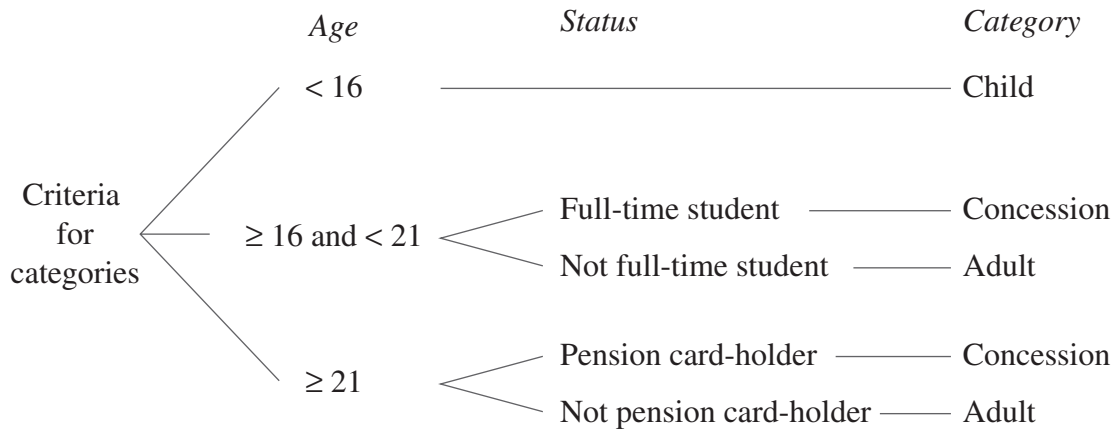 Age Status Category
< 16 Child
Criteria
for
categories
≥ 16 and < 21
Full-time student Concession
Not full-time student Adult
≥ 21
Pension card-holder Concession
Not pension card-holder Adult